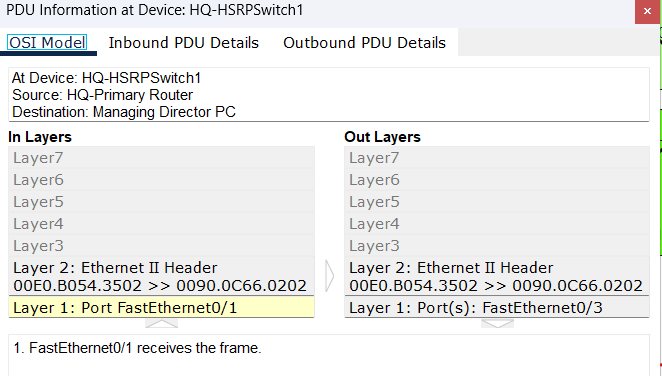 PDU Information at Device: HQ-HSRPSwitch1
OSI Model Inbound PDU Details Outbound PDU Details
At Device: HQ-HSRPSwitch1
Source: HQ-Primary Router
Destination: Managing Director PC
In Layers
Layer7
Layer6
Layer5
Layer4
Layer3
Layer 2: Ethernet II Header
00E0.B054.3502 >> 0090.0C66.0202
Layer 1: Port FastEthernet0/1
Out Layers
Layer7
Layer6
Layer5
Layer4
Layer3
Layer 2: Ethernet II Header
00E0.B054.3502 >> 0090.0C66.0202
Layer 1: Port(s): FastEthernet0/3
1. FastEthernet0/1 receives the frame.